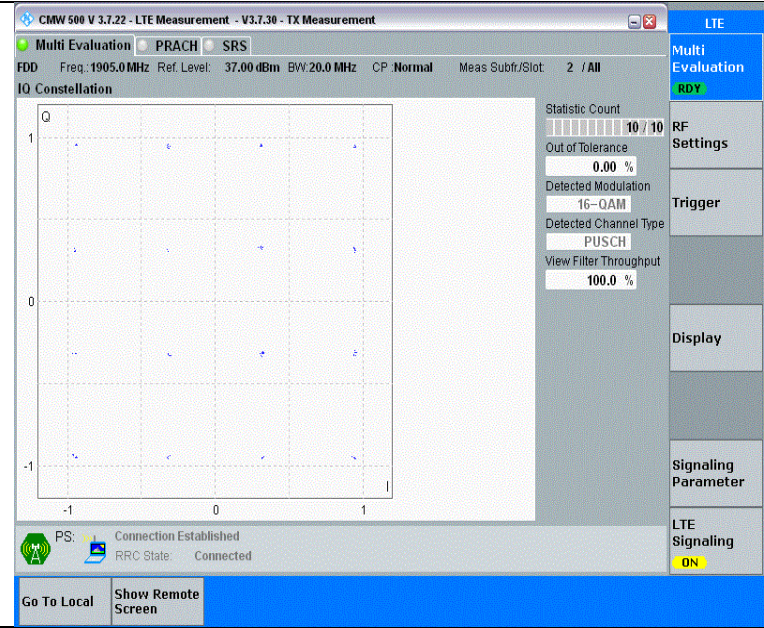 CMW 500 V 3.7.22 - LTE Measurement - V3.7.30 - TX Measurement
LTE
Multi Evaluation PRACH SRS
Multi
Evaluation
RDY
FDD Freq.: 1905.0 MHz Ref. Level: 37.00 dBm BW: 20.0 MHz CP :Normal Meas Subfr./Slot: 2 / All
IQ Constellation
Q
1
0
-1
-1 0 1
I
Statistic Count
10 / 10
Out of Tolerance
0.00 %
Detected Modulation
16-QAM
Detected Channel Type
PUSCH
View Filter Throughput
100.0 %
RF
Settings
Trigger
Display
Signaling
Parameter
LTE
Signaling
ON
PS: Connection Established
RRC State: Connected
Go To Local
Show Remote
Screen